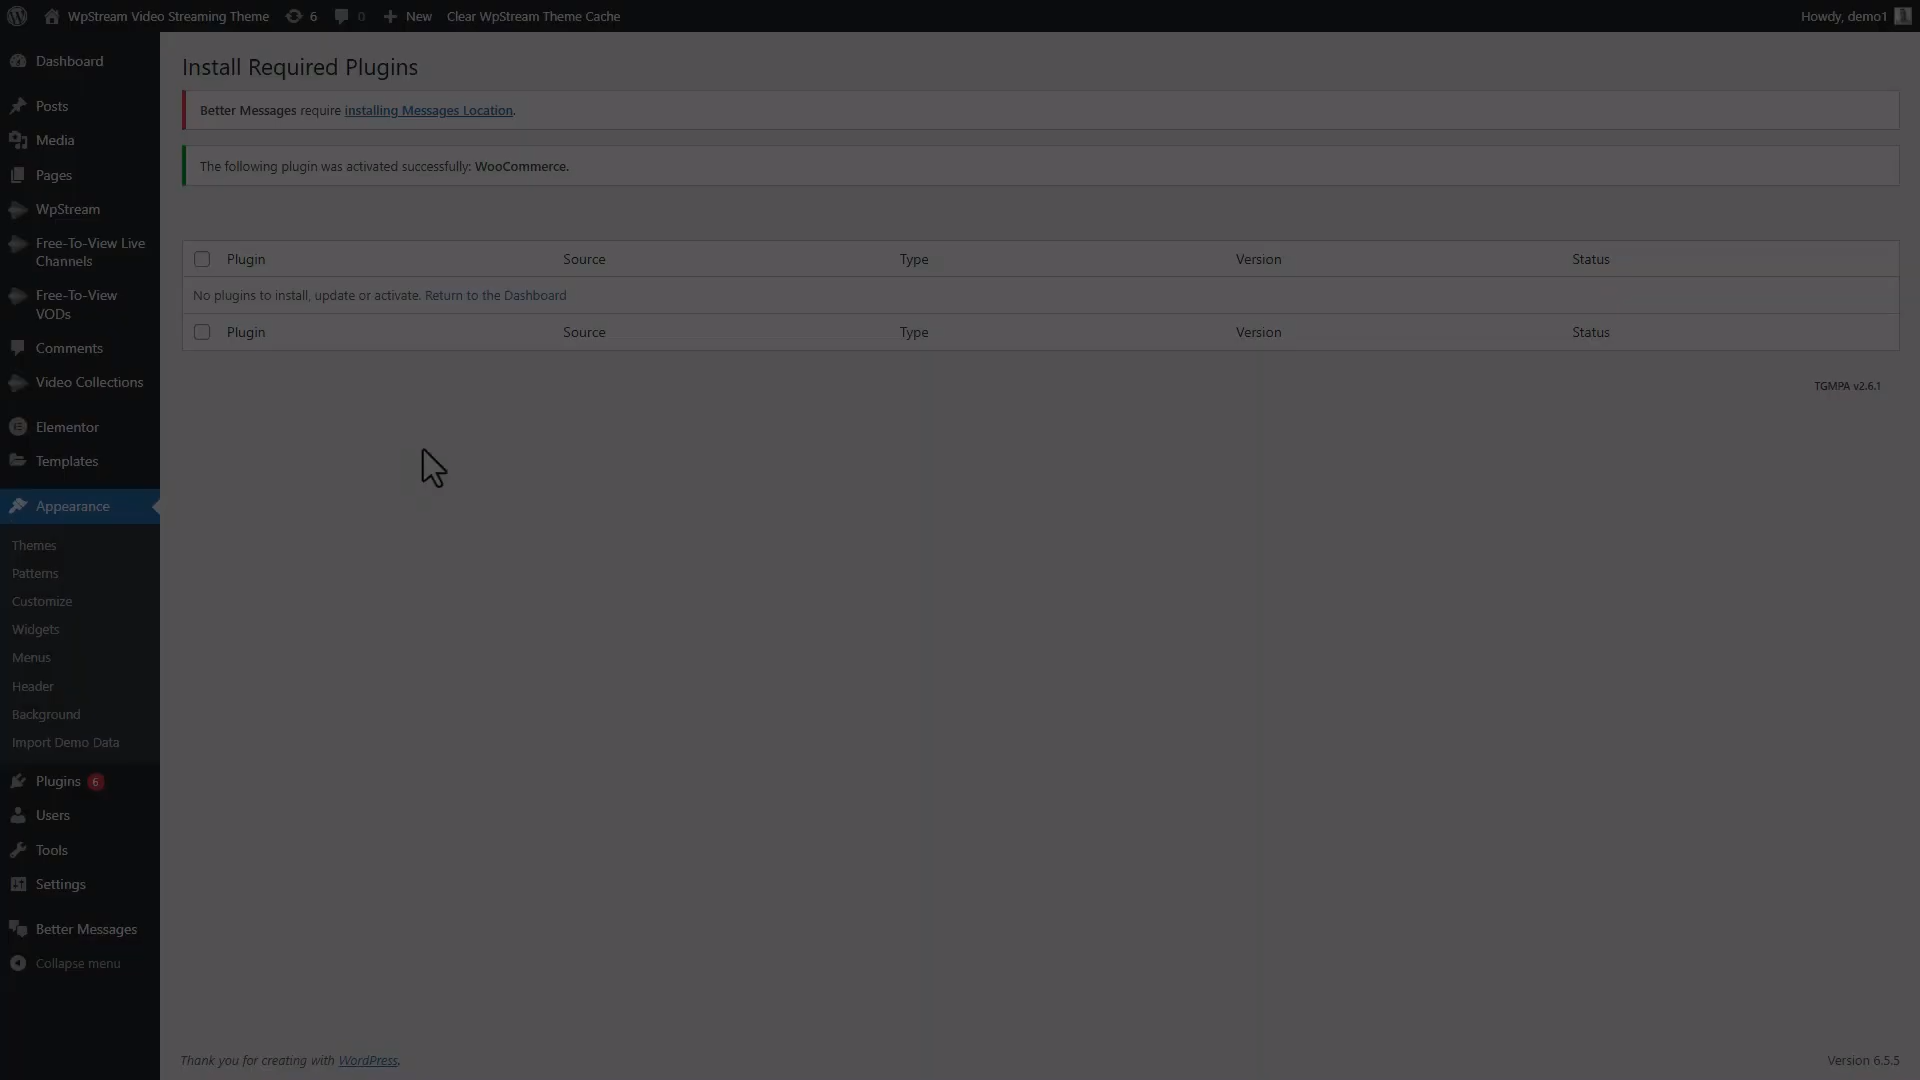 WpStream Video Streaming Theme 6 0 New Clear WpStream Theme Cache Howdy, demo1
Dashboard
Posts
Media
Pages
WpStream
Free-To-View Live
Channels
Free-To-View
VODs
Comments
Video Collections
Elementor
Templates
Appearance
Themes
Patterns
Customize
Widgets
Menus
Header
Background
Import Demo Data
Plugins 6
Users
Tools
Settings
Better Messages
Collapse menu
Install Required Plugins
Better Messages require installing Messages Location.
The following plugin was activated successfully: WooCommerce.
Plugin Source Type Version Status
No plugins to install, update or activate. Return to the Dashboard
Plugin Source Type Version Status
TGMPA v2.6.1
Thank you for creating with WordPress. Version 6.5.5